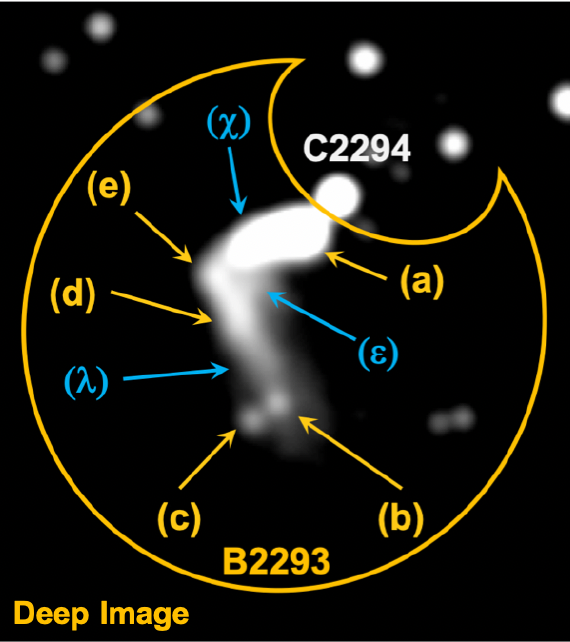 (χ)
C2294
(e)
(d)
(a)
(λ)
(ε)
(c)
(b)
B2293
Deep Image